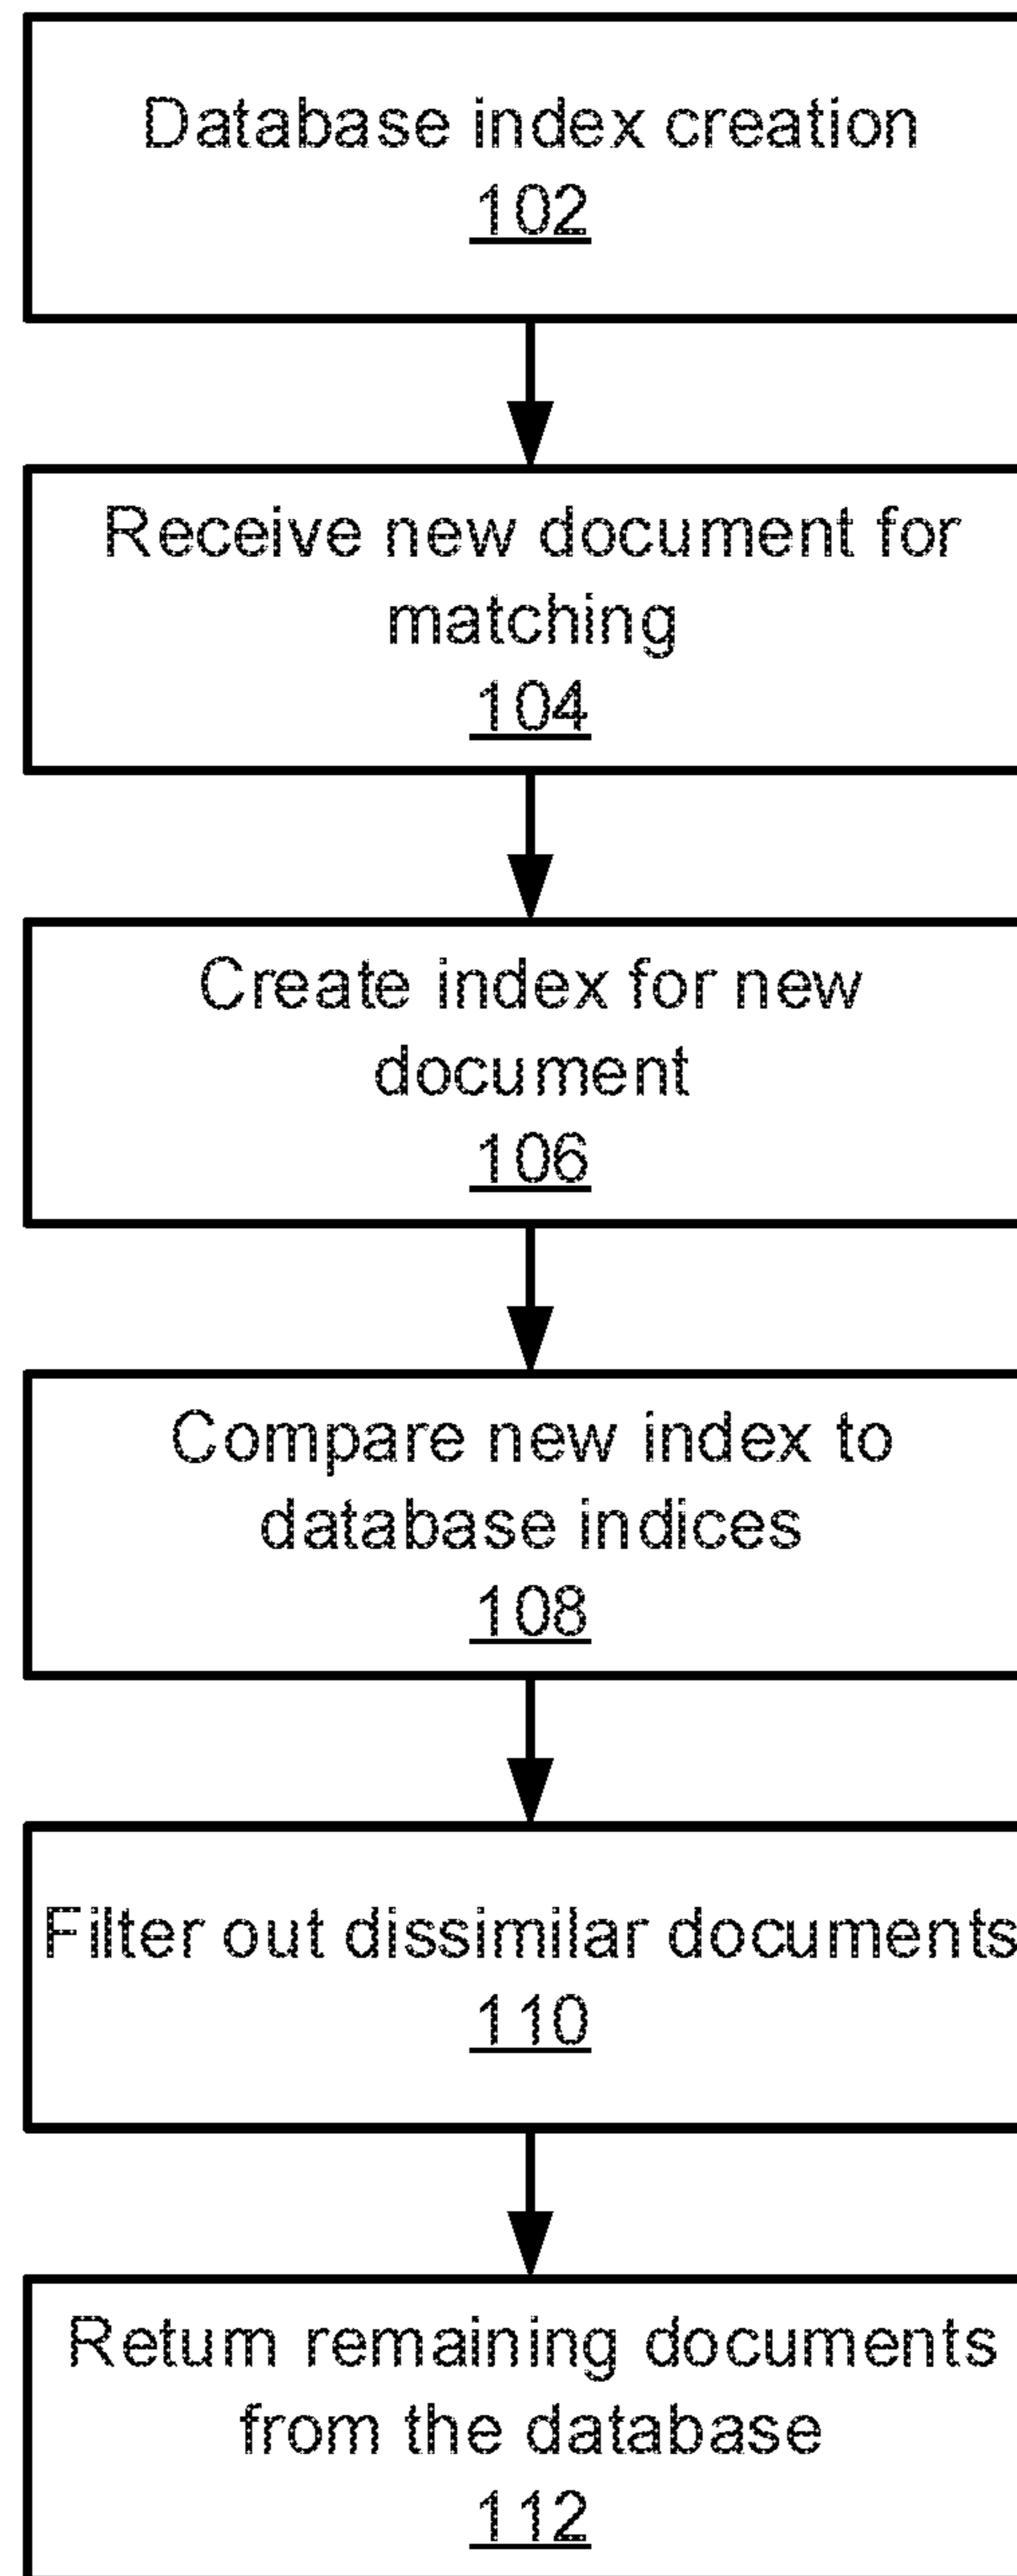 Database index creation
102
Receive new document for
matching
104
Create index for new
document
106
Compare new index to
database indices
108
Filter out dissimilar documents
110
Return remaining documents
from the database
112